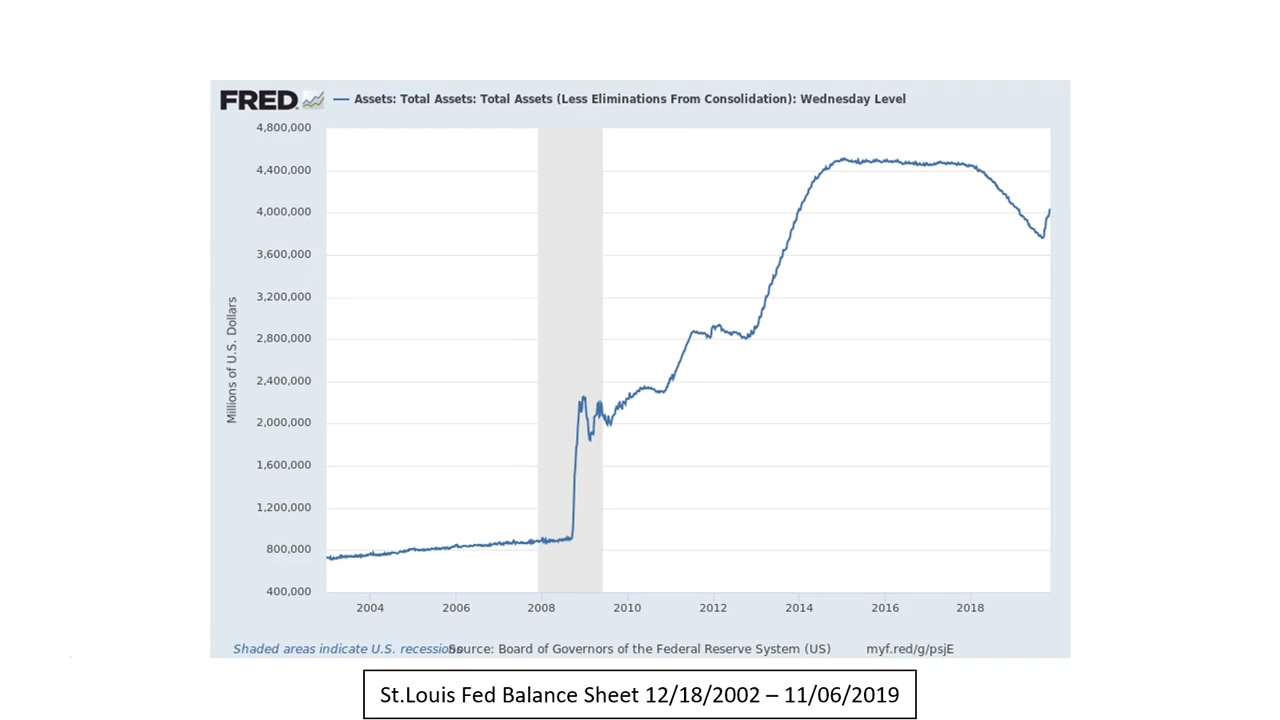 FRED
Assets: Total Assets: Total Assets (Less Eliminations From Consolidation): Wednesday Level
4,800,000
4,400,000
4,000,000
3,600,000
3,200,000
2,800,000
2,400,000
2,000,000
1,600,000
1,200,000
800,000
400,000
Millions of U.S. Dollars
2004 2006 2008 2010 2012 2014 2016 2018
Shaded areas indicate U.S. recessions Source: Board of Governors of the Federal Reserve System (US) myf.red/g/psjE
St.Louis Fed Balance Sheet 12/18/2002 – 11/06/2019